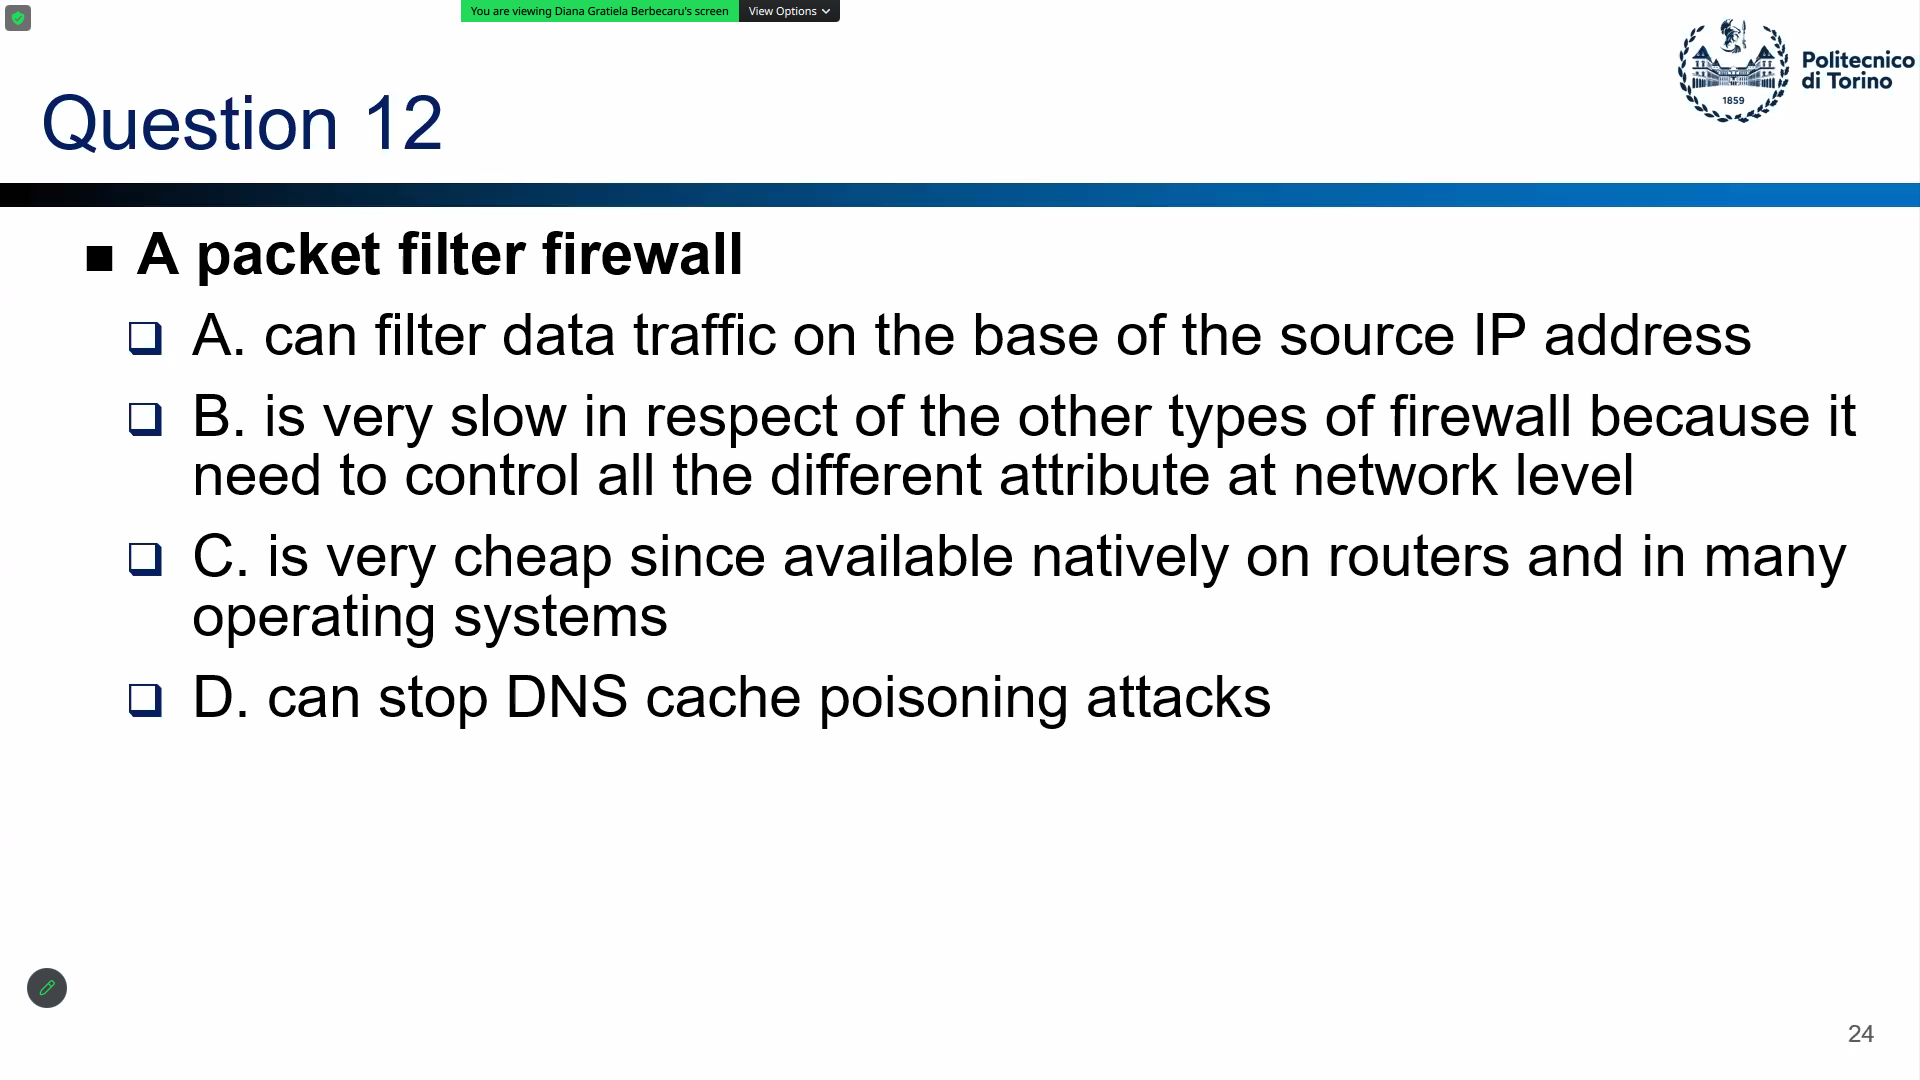 You are viewing Diana Gratiela Berbecaru's screen
View Options
Politecnico
di Torino
1859
Question 12
A packet filter firewall
A. can filter data traffic on the base of the source IP address
B. is very slow in respect of the other types of firewall because it
need to control all the different attribute at network level
C. is very cheap since available natively on routers and in many
operating systems
D. can stop DNS cache poisoning attacks
24